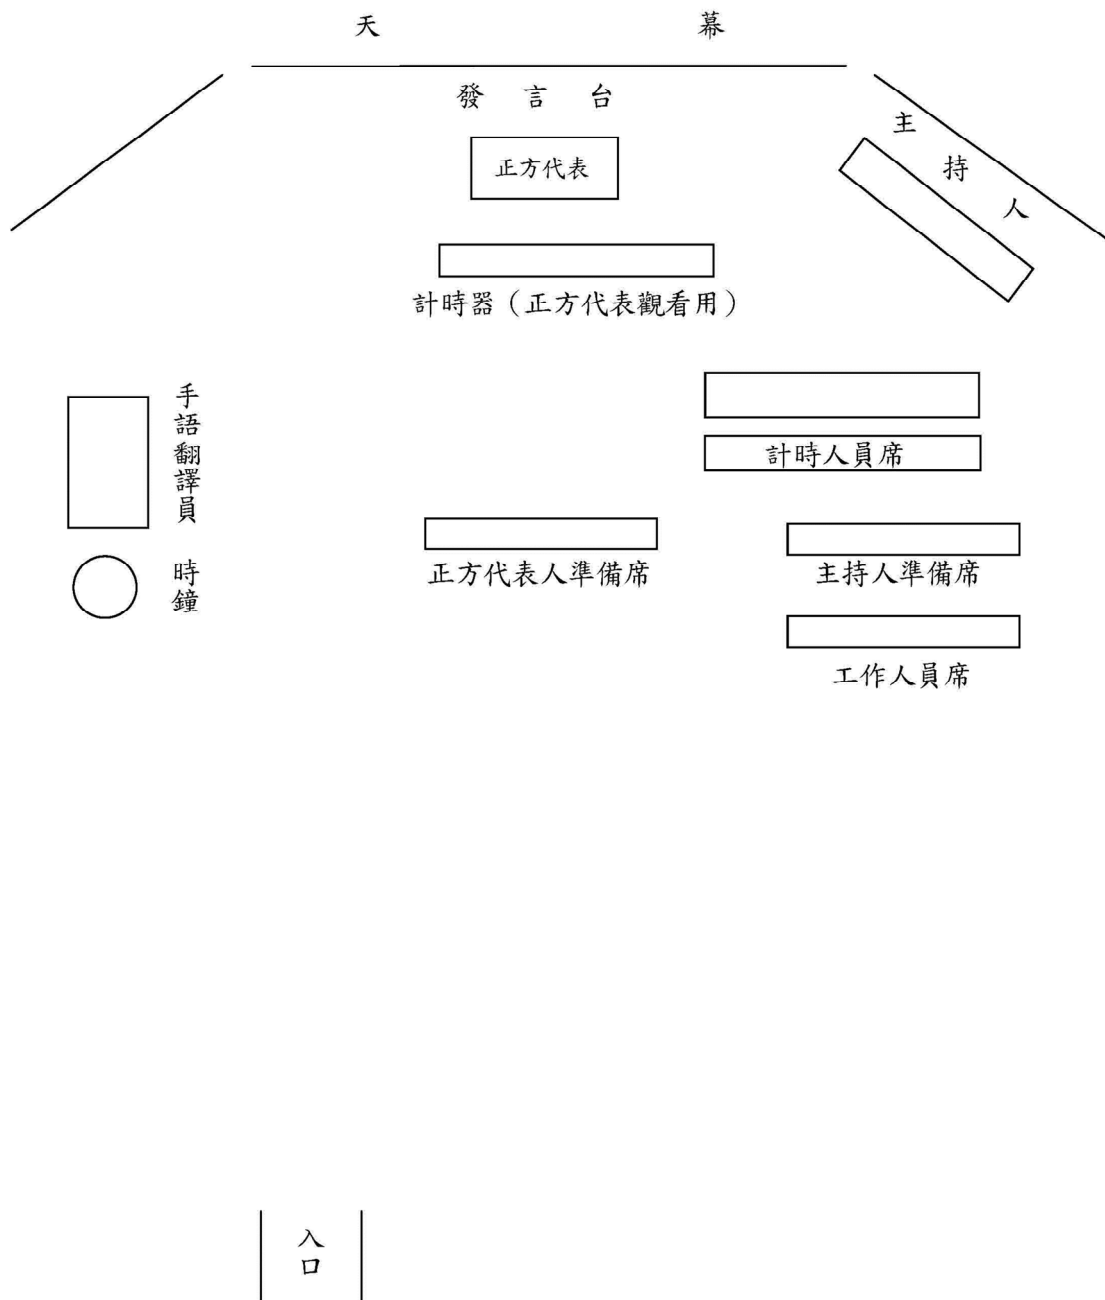 天 幕
發 言 台
主持人
正方代表
計時器（正方代表觀看用）
手語翻譯員
計時人員席
時鐘
正方代表人準備席
主持人準備席
工作人員席
入口